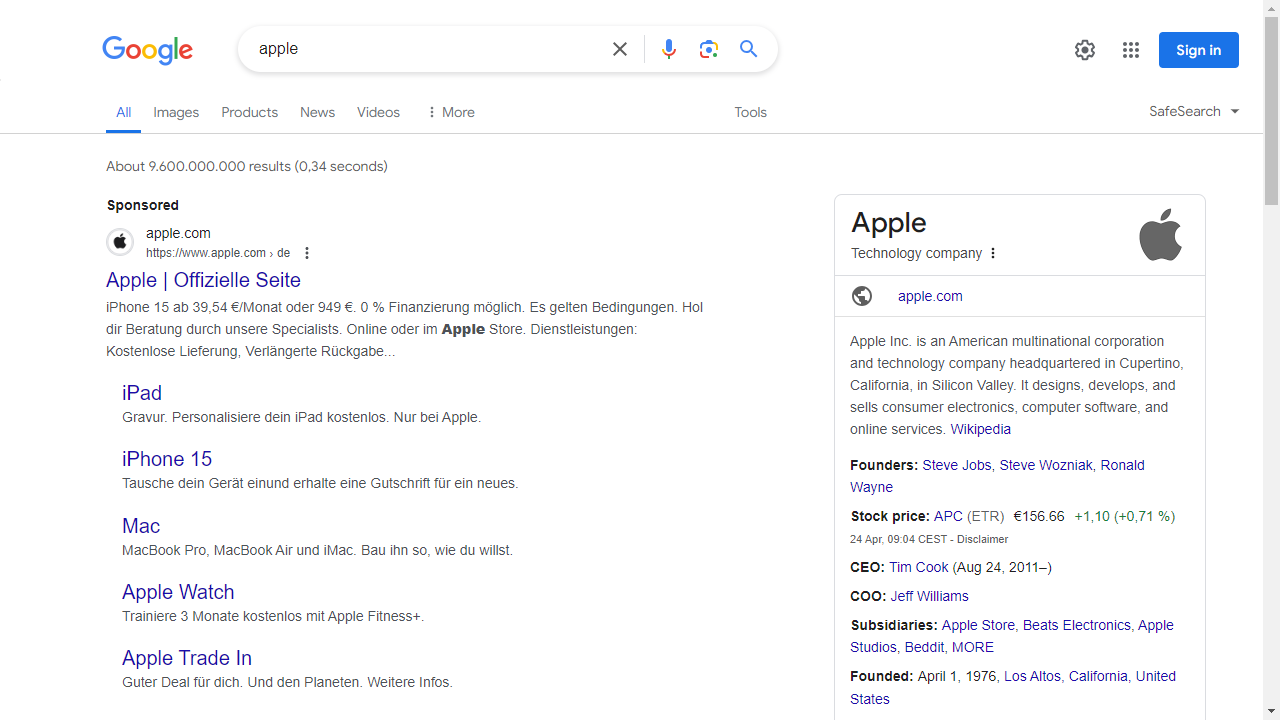 Google
apple
Sign in
All Images Products News Videos More Tools SafeSearch
About 9.600.000.000 results (0,34 seconds)
Sponsored
apple.com
https://www.apple.com › de
Apple | Offizielle Seite
iPhone 15 ab 39,54 €/Monat oder 949 €. 0 % Finanzierung möglich. Es gelten Bedingungen. Hol
dir Beratung durch unsere Specialists. Online oder im Apple Store. Dienstleistungen:
Kostenlose Lieferung, Verlängerte Rückgabe...
iPad
Gravur. Personalisiere dein iPad kostenlos. Nur bei Apple.
iPhone 15
Tausche dein Gerät einund erhalte eine Gutschrift für ein neues.
Mac
MacBook Pro, MacBook Air und iMac. Bau ihn so, wie du willst.
Apple Watch
Trainiere 3 Monate kostenlos mit Apple Fitness+.
Apple Trade In
Guter Deal für dich. Und den Planeten. Weitere Infos.
Apple
Technology company
apple.com
Apple Inc. is an American multinational corporation
and technology company headquartered in Cupertino,
California, in Silicon Valley. It designs, develops, and
sells consumer electronics, computer software, and
online services. Wikipedia
Founders: Steve Jobs, Steve Wozniak, Ronald
Wayne
Stock price: APC (ETR) €156.66 +1,10 (+0,71 %)
24 Apr, 09:04 CEST - Disclaimer
CEO: Tim Cook (Aug 24, 2011–)
COO: Jeff Williams
Subsidiaries: Apple Store, Beats Electronics, Apple
Studios, Beddit, MORE
Founded: April 1, 1976, Los Altos, California, United
States